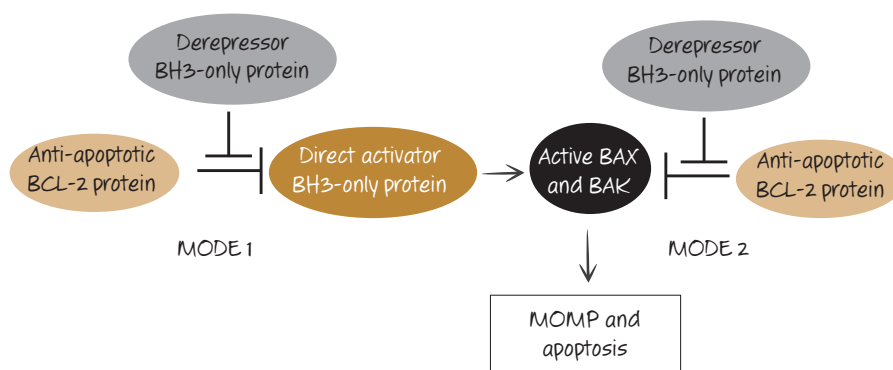 Derepressor
BH3-only protein
Derepressor
BH3-only protein
Anti-apoptotic
BCL-2 protein
Direct activator
BH3-only protein
Active BAX
and BAK
Anti-apoptotic
BCL-2 protein
MODE 1
MODE 2
MOMP and
apoptosis